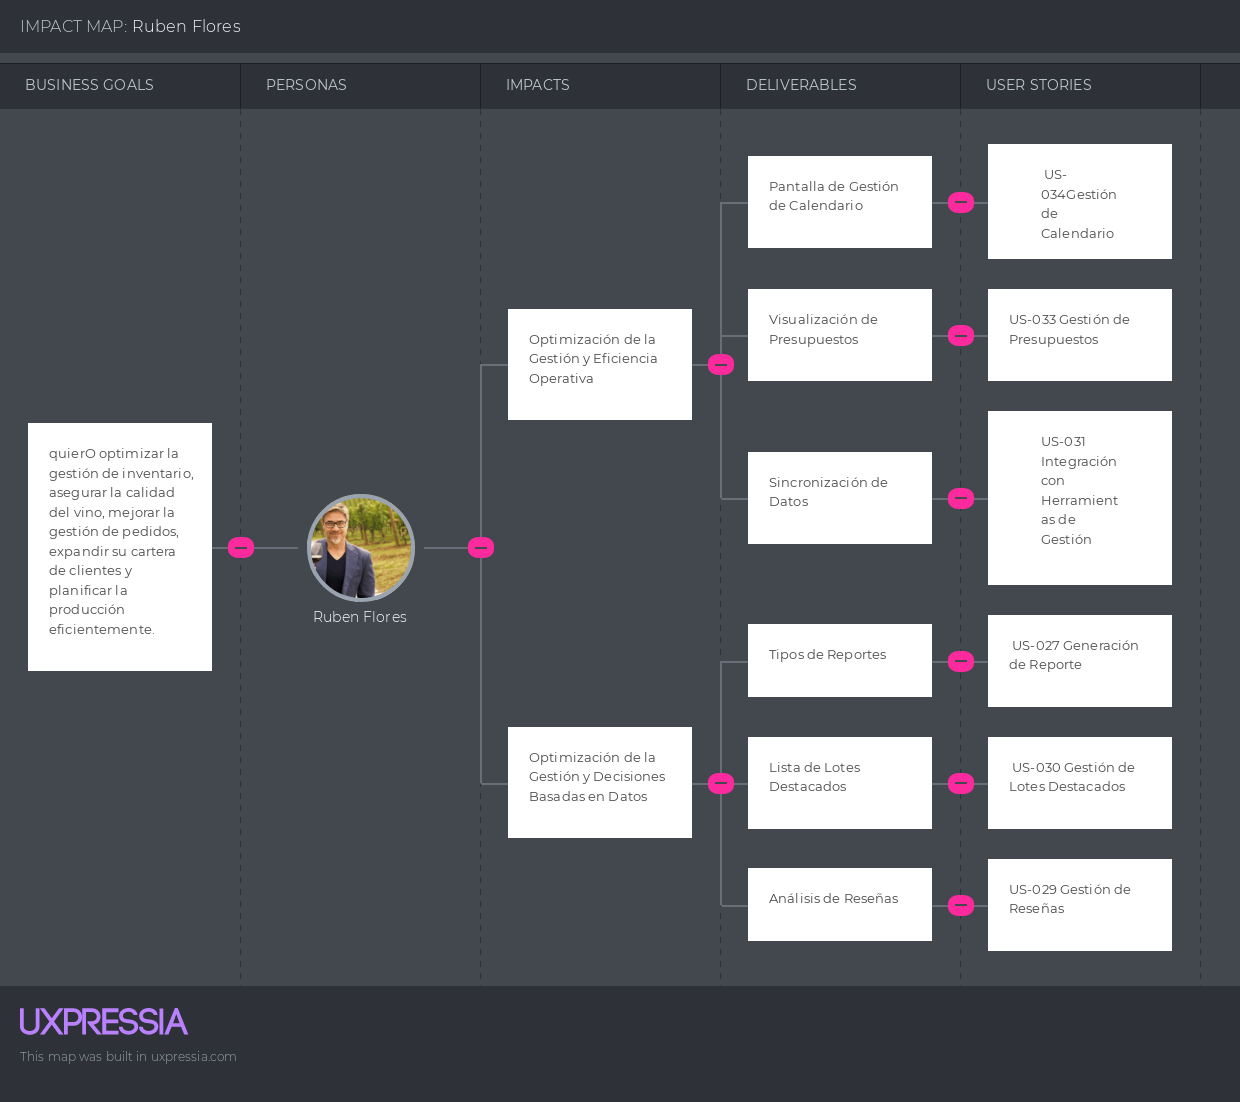 IMPACT MAP: Ruben Flores
BUSINESS GOALS
PERSONAS
IMPACTS
DELIVERABLES
USER STORIES
quierO optimizar la
gestión de inventario,
asegurar la calidad
del vino, mejorar la
gestión de pedidos,
expandir su cartera
de clientes y
planificar la
producción
eficientemente.
Ruben Flores
Optimización de la
Gestión y Eficiencia
Operativa
Pantalla de Gestión
de Calendario
US-
034Gestión
de
Calendario
Visualización de
Presupuestos
US-033 Gestión de
Presupuestos
Sincronización de
Datos
US-031
Integración
con
Herramient
as de
Gestión
Optimización de la
Gestión y Decisiones
Basadas en Datos
Tipos de Reportes
US-027 Generación
de Reporte
Lista de Lotes
Destacados
US-030 Gestión de
Lotes Destacados
Análisis de Reseñas
US-029 Gestión de
Reseñas
UXPRESSIA
This map was built in uxpressia.com